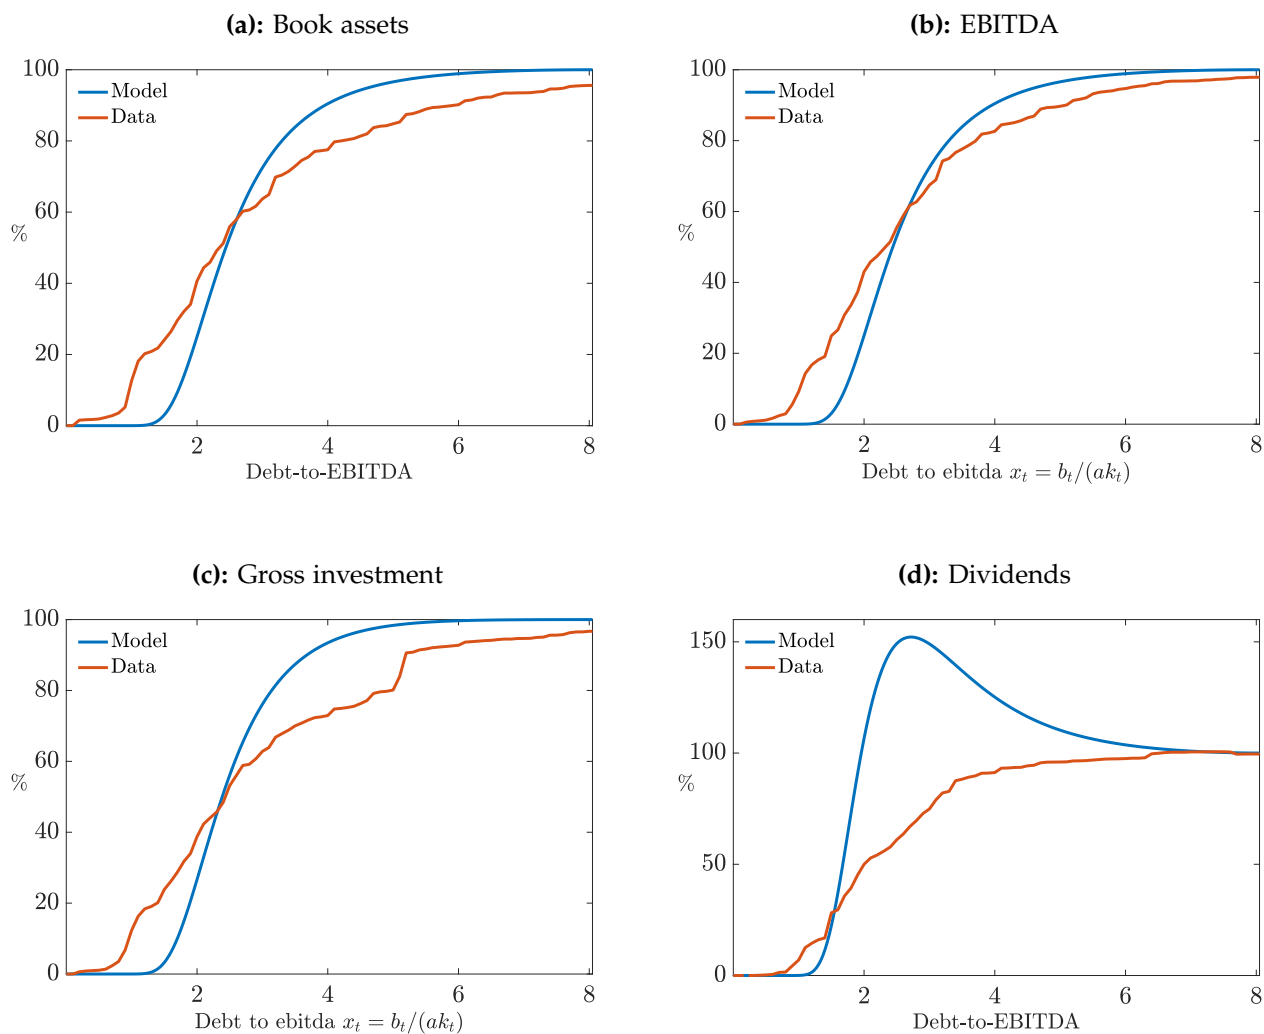 (a): Book assets
100
80
60
%
40
20
0
Model
Data
2
4
6
8
Debt-to-EBITDA
(b): EBITDA
100
80
60
%
40
20
0
Model
Data
2
4
6
8
Debt to ebitda x_t = b_t/(ak_t)
(c): Gross investment
100
80
60
%
40
20
0
Model
Data
2
4
6
8
Debt to ebitda x_t = b_t/(ak_t)
(d): Dividends
150
100
%
50
0
Model
Data
2
4
6
8
Debt-to-EBITDA